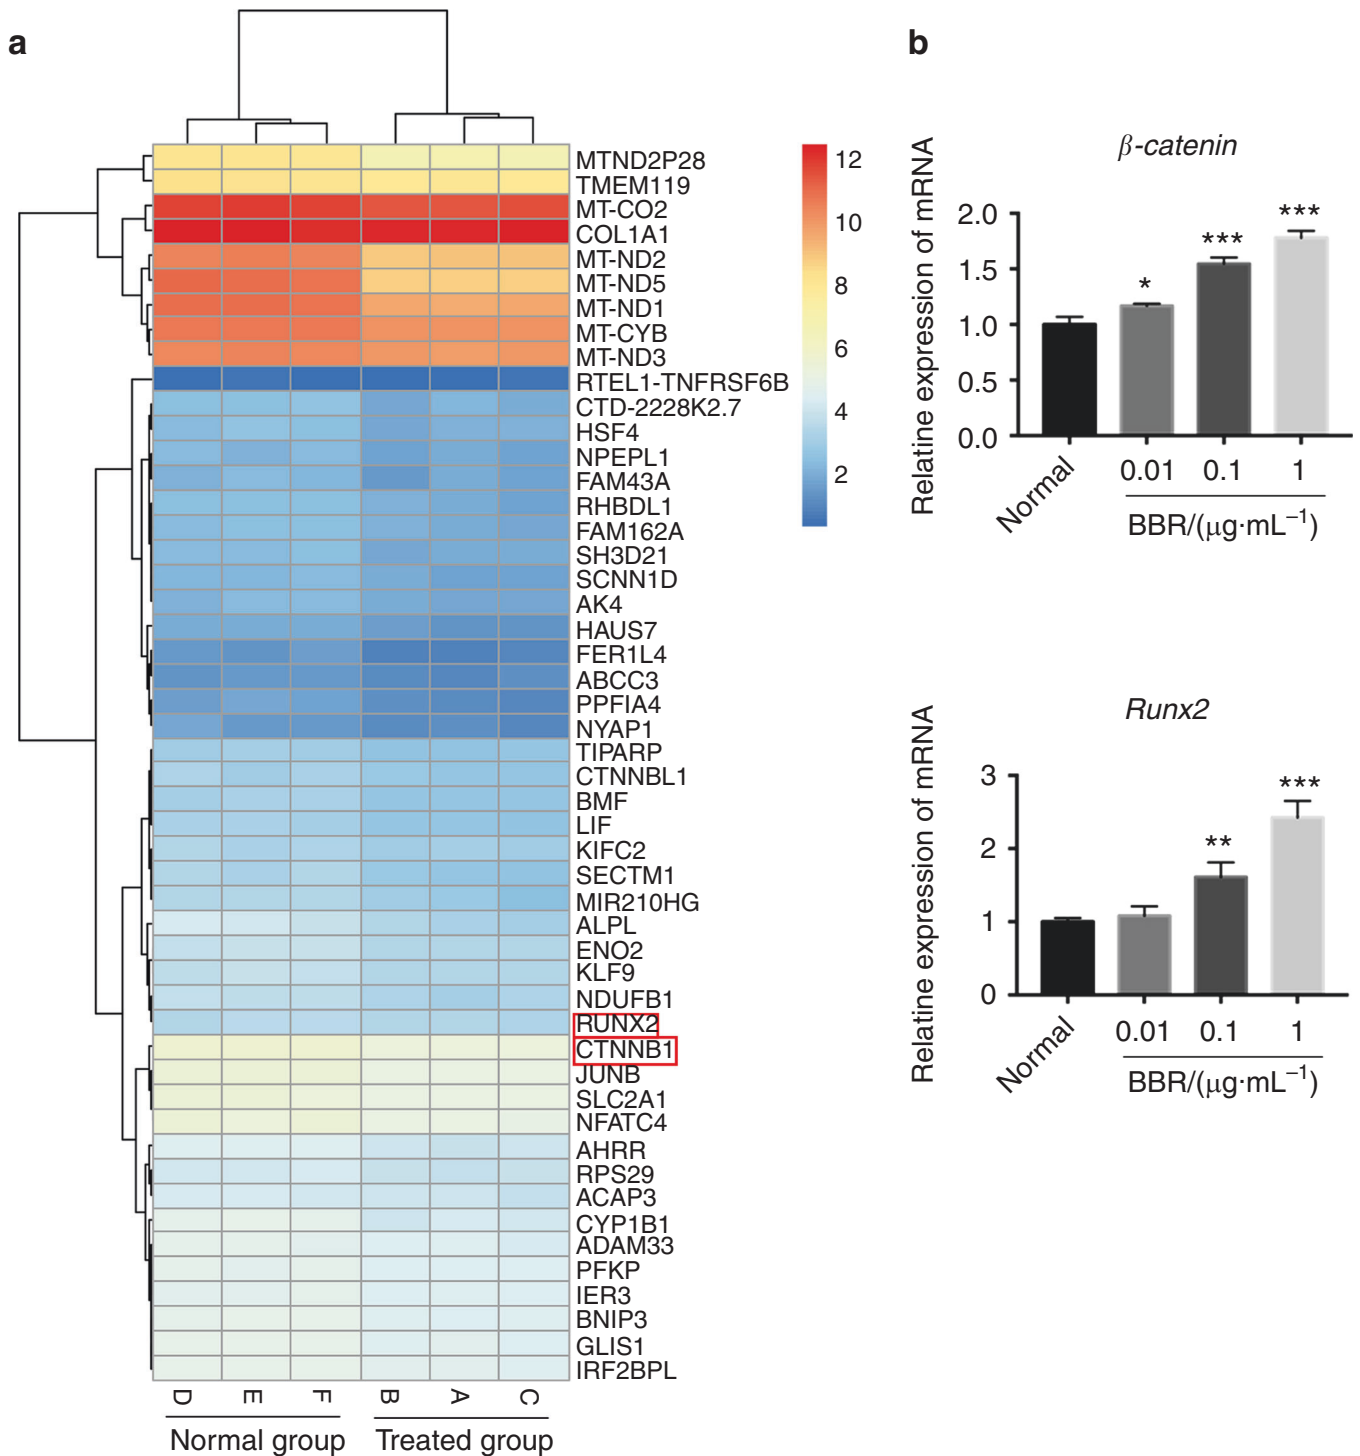 a
MTND2P28
TMEM119
MT-CO2
COL1A1
MT-ND2
MT-ND5
MT-ND1
MT-CYB
MT-ND3
RTEL1-TNFRSF6B
CTD-2228K2.7
HSF4
NPEPL1
FAM43A
RHBDL1
FAM162A
SH3D21
SCNN1D
AK4
HAUS7
FER1L4
ABCC3
PPFIA4
NYAP1
TIPARP
CTNNBL1
BMF
LIF
KIFC2
SECTM1
MIR210HG
ALPL
ENO2
KLF9
NDUFB1
RUNX2
CTNNB1
JUNB
SLC2A1
NFATC4
AHRR
RPS29
ACAP3
CYP1B1
ADAM33
PFKP
IER3
BNIP3
GLIS1
IRF2BPL
12
10
8
6
4
2
D E F B A C
Normal group Treated group
b
β-catenin
Relatine expression of mRNA
2.0
1.5
1.0
0.5
0.0
* *** ***
Normal 0.01 0.1 1
BBR/(μg·mL⁻¹)
Runx2
Relatine expression of mRNA
3
2
1
0
** ***
Normal 0.01 0.1 1
BBR/(μg·mL⁻¹)